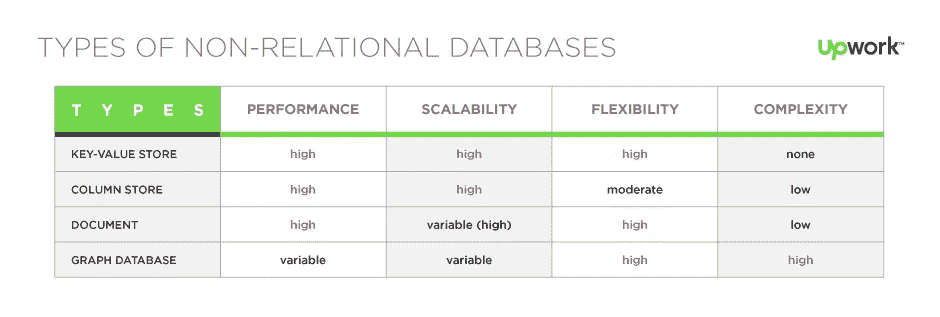 TYPES OF NON-RELATIONAL DATABASES
upwork™
TYPES PERFORMANCE SCALABILITY FLEXIBILITY COMPLEXITY
KEY-VALUE STORE high high high none
COLUMN STORE high high moderate low
DOCUMENT high variable (high) high low
GRAPH DATABASE variable variable high high